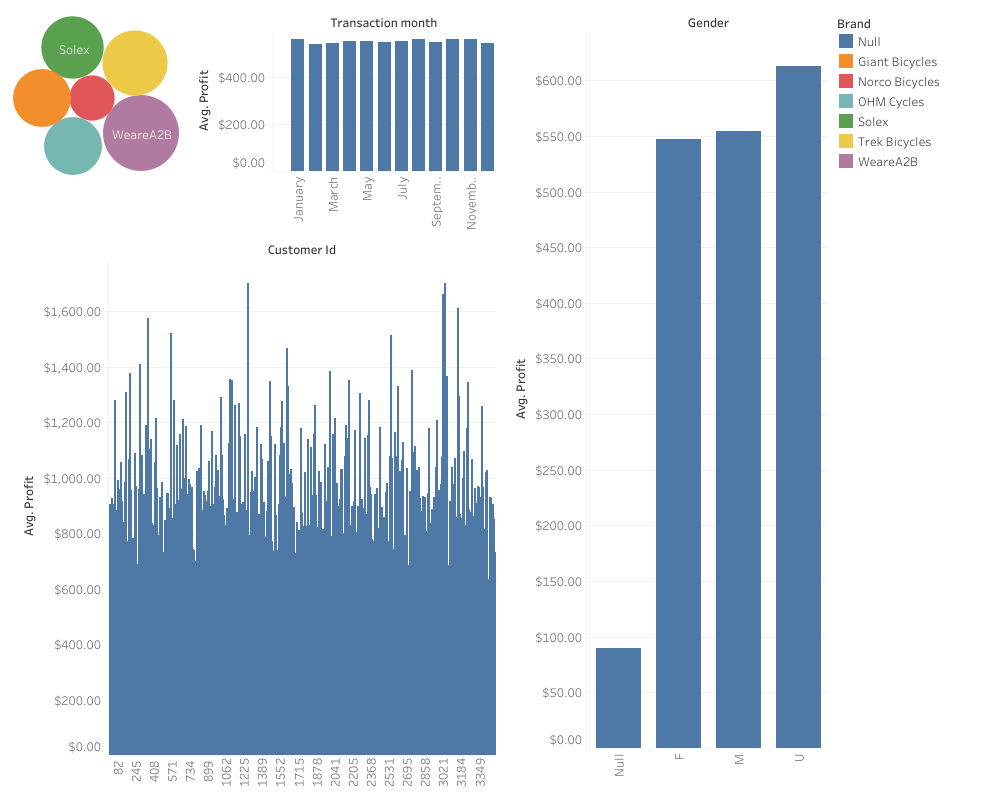 Solex
WeareA2B
Transaction month
Avg. Profit
$400.00
$200.00
$0.00
January
March
May
July
Septem..
Novemb..
Customer Id
Avg. Profit
$1,600.00
$1,400.00
$1,200.00
$1,000.00
$800.00
$600.00
$400.00
$200.00
$0.00
82
245
408
571
734
899
1062
1225
1389
1552
1715
1878
2041
2205
2368
2531
2695
2858
3021
3184
3349
Gender
Avg. Profit
$600.00
$550.00
$500.00
$450.00
$400.00
$350.00
$300.00
$250.00
$200.00
$150.00
$100.00
$50.00
$0.00
Null
F
M
U
Brand
Null
Giant Bicycles
Norco Bicycles
OHM Cycles
Solex
Trek Bicycles
WeareA2B